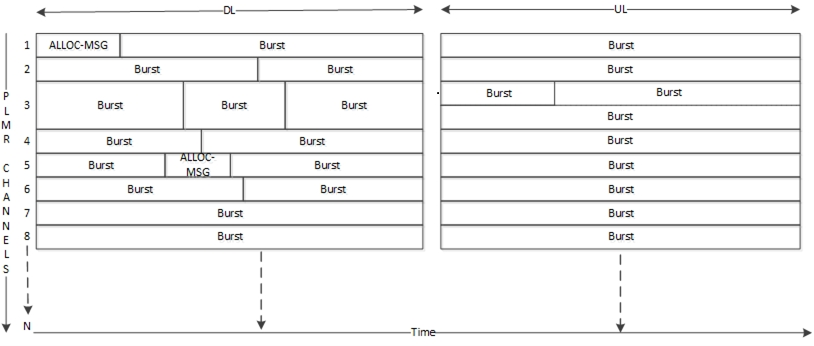 DL UL
1 ALLOC-MSG Burst Burst
2 Burst Burst Burst
Burst Burst
3 Burst Burst Burst
Burst
4 Burst Burst Burst
5 Burst ALLOC-
MSG Burst Burst
6 Burst Burst Burst
7 Burst Burst
8 Burst Burst
N
Time
PLMR CHANNELS